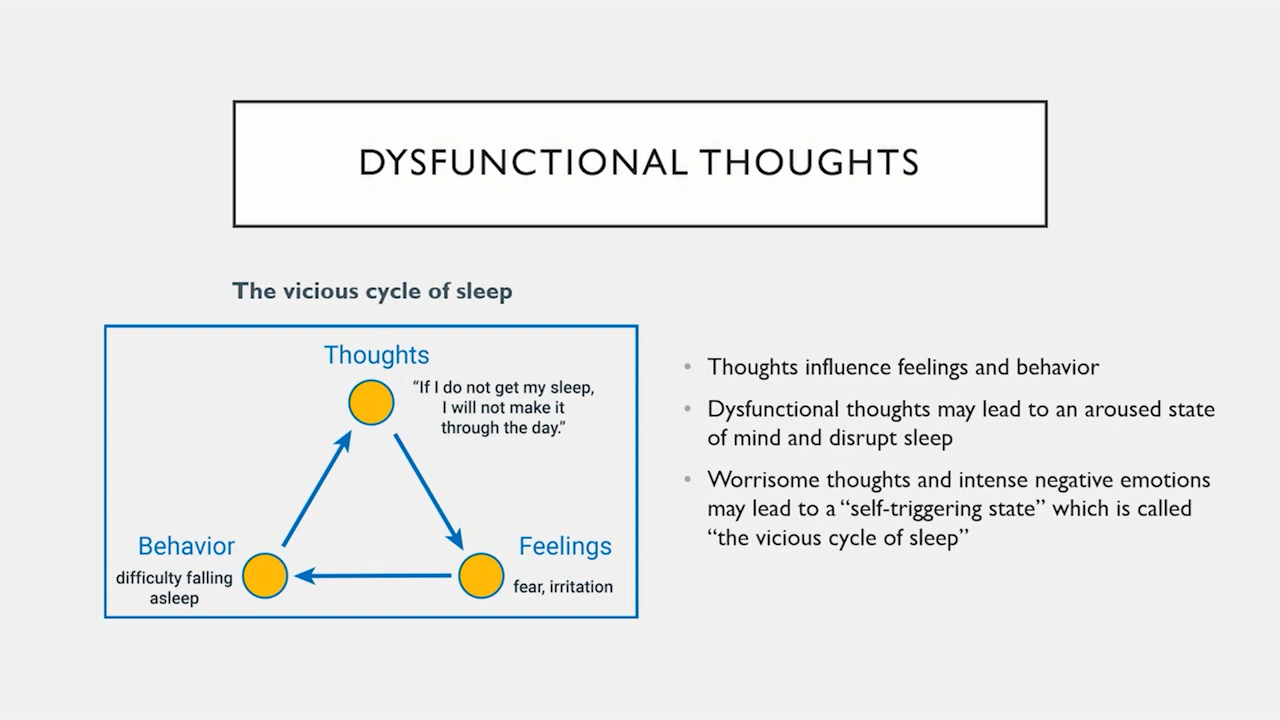 DYSFUNCTIONAL THOUGHTS
The vicious cycle of sleep
Thoughts
“If I do not get my sleep,
I will not make it
through the day.”
Behavior
difficulty falling
asleep
Feelings
fear, irritation
• Thoughts influence feelings and behavior
• Dysfunctional thoughts may lead to an aroused state
of mind and disrupt sleep
• Worrisome thoughts and intense negative emotions
may lead to a “self-triggering state” which is called
“the vicious cycle of sleep”